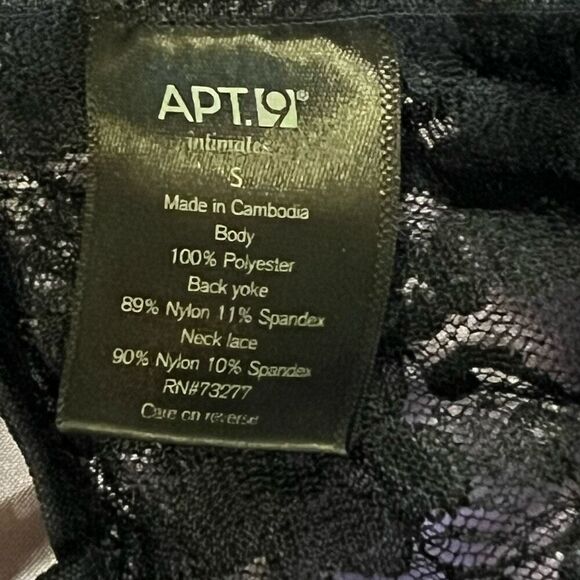 APT.9®
intimates
S
Made in Cambodia
Body
100% Polyester
Back yoke
89% Nylon 11% Spandex
Neck lace
90% Nylon 10% Spandex
RN#73277
Care on reverse